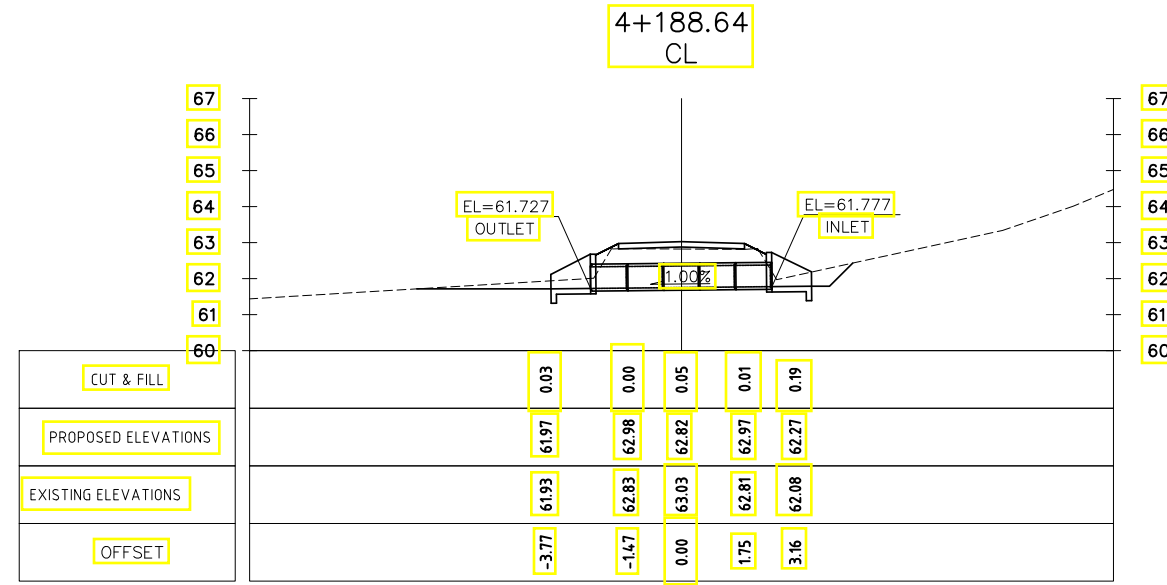 4+188.64
CL
67 67
66 66
65 65
64 64
EL=61.727 EL=61.777
OUTLET INLET
63 63
62 62
1.00%
61 61
60 60
CUT & FILL 0.03 0.00 0.05 0.01 0.19
PROPOSED ELEVATIONS 61.97 62.98 62.82 62.97 62.27
EXISTING ELEVATIONS 61.93 62.83 63.03 62.81 62.08
OFFSET -3.77 -1.47 0.00 1.75 3.16